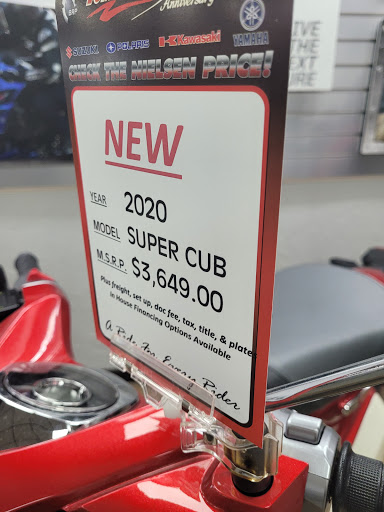 Anniversary
SUZUKI POLARIS Kawasaki YAMAHA
CHECK THE NIELSEN PRICE!
NEW
YEAR 2020
MODEL SUPER CUB
M.S.R.P. $3,649.00
Plus freight, set up, doc fee, tax, title, & plates
In House Financing Options Available
A Ride For Every Rider
THE